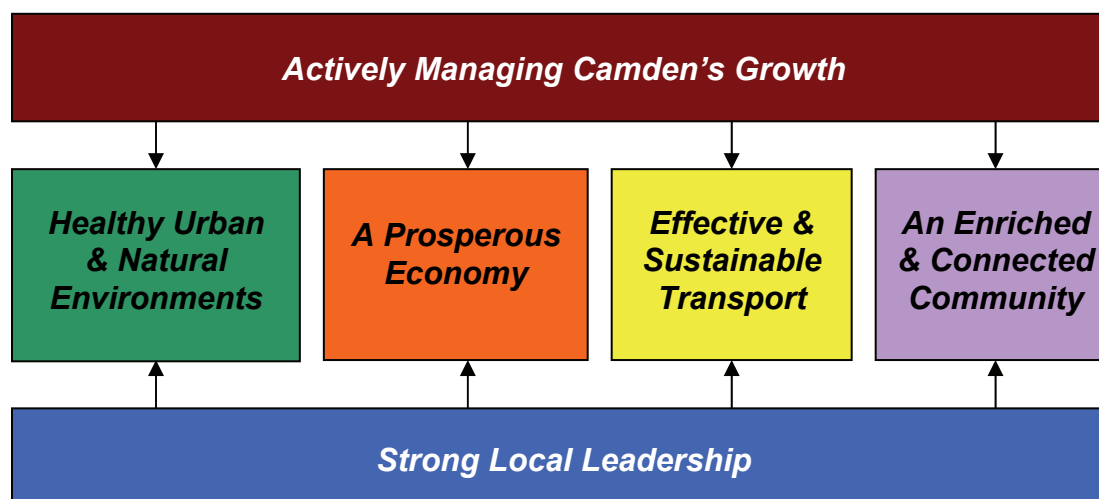 Actively Managing Camden’s Growth
Healthy Urban
& Natural
Environments
A Prosperous
Economy
Effective &
Sustainable
Transport
An Enriched
& Connected
Community
Strong Local Leadership